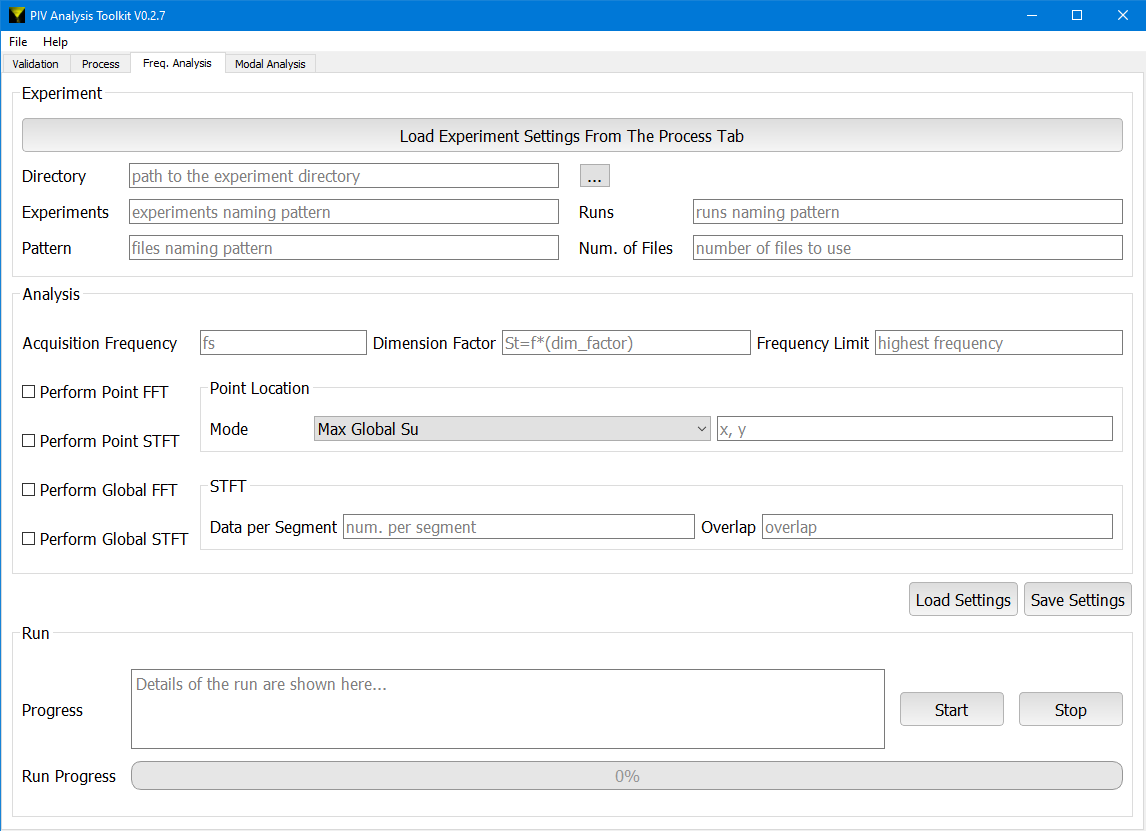 PIV Analysis Toolkit V0.2.7
File Help
Validation Process Freq. Analysis Modal Analysis
Experiment
Load Experiment Settings From The Process Tab
Directory path to the experiment directory ...
Experiments experiments naming pattern Runs runs naming pattern
Pattern files naming pattern Num. of Files number of files to use
Analysis
Acquisition Frequency fs Dimension Factor St=f*(dim_factor) Frequency Limit highest frequency
Perform Point FFT Point Location
Mode Max Global Su x, y
Perform Point STFT
Perform Global FFT STFT
Data per Segment num. per segment Overlap overlap
Perform Global STFT
Load Settings Save Settings
Run
Details of the run are shown here...
Progress Start Stop
Run Progress 0%